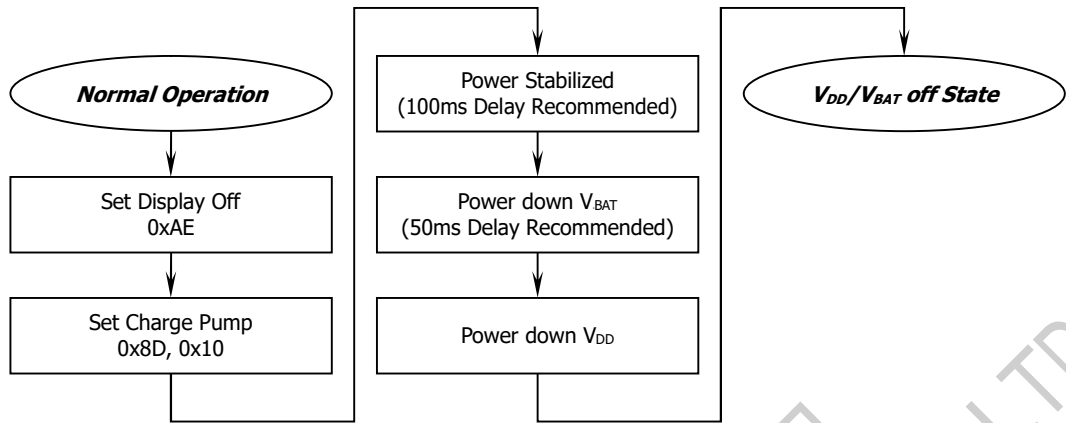 Normal Operation
Set Display Off
0xAE
Set Charge Pump
0x8D, 0x10
Power Stabilized
(100ms Delay Recommended)
Power down VBAT
(50ms Delay Recommended)
Power down VDD
VDD/VBAT off State
LTD